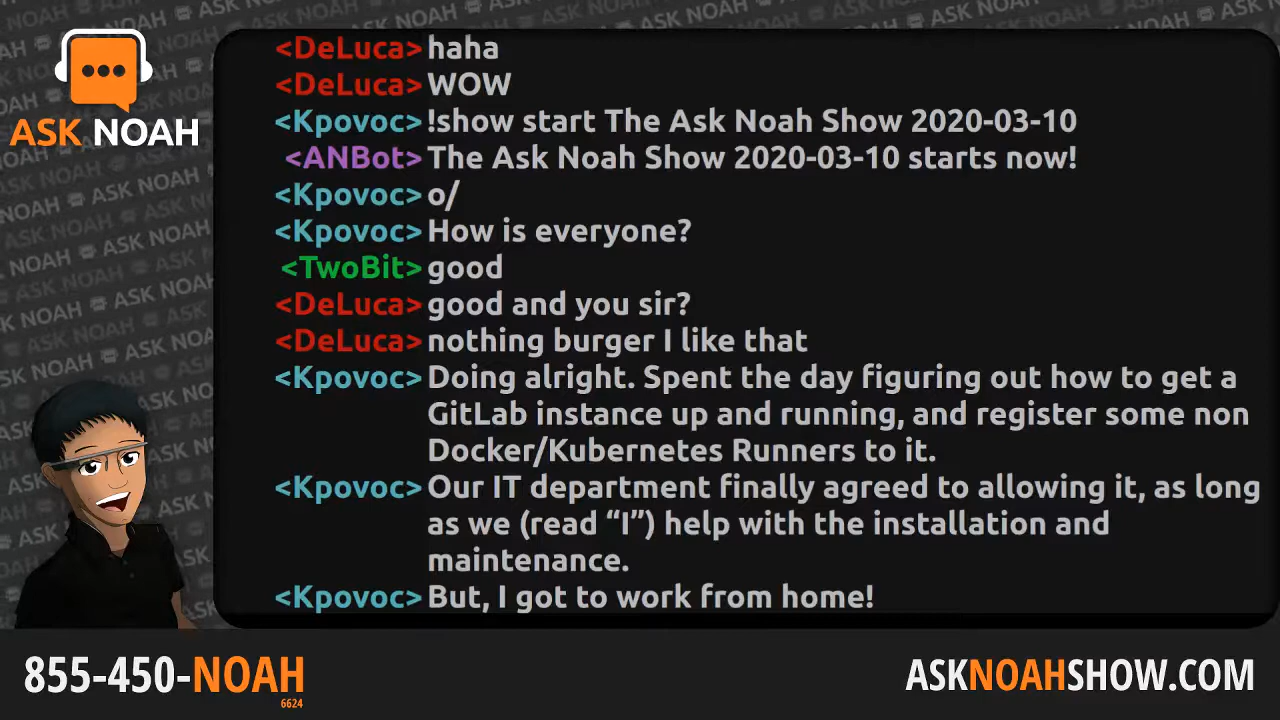 <DeLuca> haha
<DeLuca> WOW
<Kpovoc> !show start The Ask Noah Show 2020-03-10
<ANBot> The Ask Noah Show 2020-03-10 starts now!
<Kpovoc> o/
<Kpovoc> How is everyone?
<TwoBit> good
<DeLuca> good and you sir?
<DeLuca> nothing burger I like that
<Kpovoc> Doing alright. Spent the day figuring out how to get a
GitLab instance up and running, and register some non
Docker/Kubernetes Runners to it.
<Kpovoc> Our IT department finally agreed to allowing it, as long
as we (read “I”) help with the installation and
maintenance.
<Kpovoc> But, I got to work from home!
ASK NOAH
855-450-NOAH
6624
ASKNOAHSHOW.COM